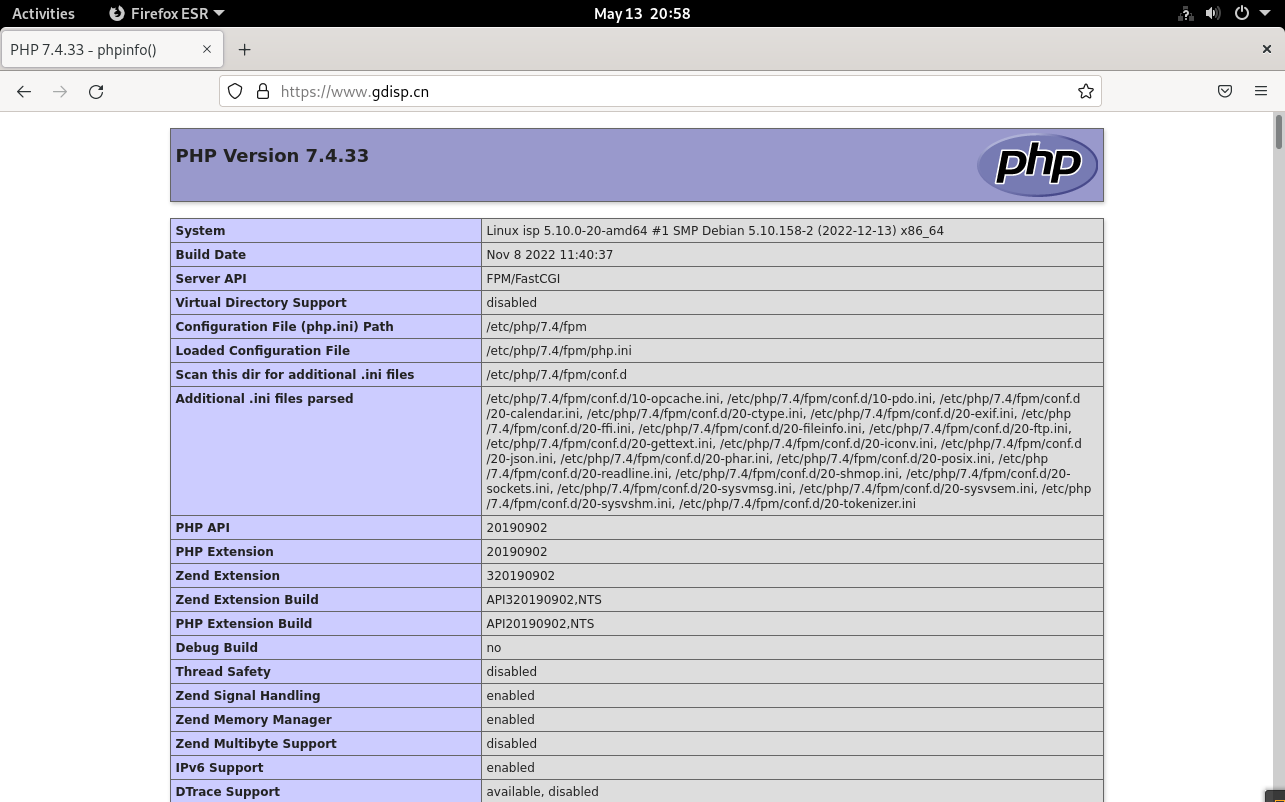 Activities Firefox ESR May 13 20:58
PHP 7.4.33 - phpinfo()
https://www.gdisp.cn
PHP Version 7.4.33
php
System Linux isp 5.10.0-20-amd64 #1 SMP Debian 5.10.158-2 (2022-12-13) x86_64
Build Date Nov 8 2022 11:40:37
Server API FPM/FastCGI
Virtual Directory Support disabled
Configuration File (php.ini) Path /etc/php/7.4/fpm
Loaded Configuration File /etc/php/7.4/fpm/php.ini
Scan this dir for additional .ini files /etc/php/7.4/fpm/conf.d
Additional .ini files parsed /etc/php/7.4/fpm/conf.d/10-opcache.ini, /etc/php/7.4/fpm/conf.d/10-pdo.ini, /etc/php/7.4/fpm/conf.d
/20-calendar.ini, /etc/php/7.4/fpm/conf.d/20-ctype.ini, /etc/php/7.4/fpm/conf.d/20-exif.ini, /etc/php
/7.4/fpm/conf.d/20-ffi.ini, /etc/php/7.4/fpm/conf.d/20-fileinfo.ini, /etc/php/7.4/fpm/conf.d/20-ftp.ini,
/etc/php/7.4/fpm/conf.d/20-gettext.ini, /etc/php/7.4/fpm/conf.d/20-iconv.ini, /etc/php/7.4/fpm/conf.d
/20-json.ini, /etc/php/7.4/fpm/conf.d/20-phar.ini, /etc/php/7.4/fpm/conf.d/20-posix.ini, /etc/php
/7.4/fpm/conf.d/20-readline.ini, /etc/php/7.4/fpm/conf.d/20-shmop.ini, /etc/php/7.4/fpm/conf.d/20-
sockets.ini, /etc/php/7.4/fpm/conf.d/20-sysvmsg.ini, /etc/php/7.4/fpm/conf.d/20-sysvsem.ini, /etc/php
/7.4/fpm/conf.d/20-sysvshm.ini, /etc/php/7.4/fpm/conf.d/20-tokenizer.ini
PHP API 20190902
PHP Extension 20190902
Zend Extension 320190902
Zend Extension Build API320190902,NTS
PHP Extension Build API20190902,NTS
Debug Build no
Thread Safety disabled
Zend Signal Handling enabled
Zend Memory Manager enabled
Zend Multibyte Support disabled
IPv6 Support enabled
DTrace Support available, disabled